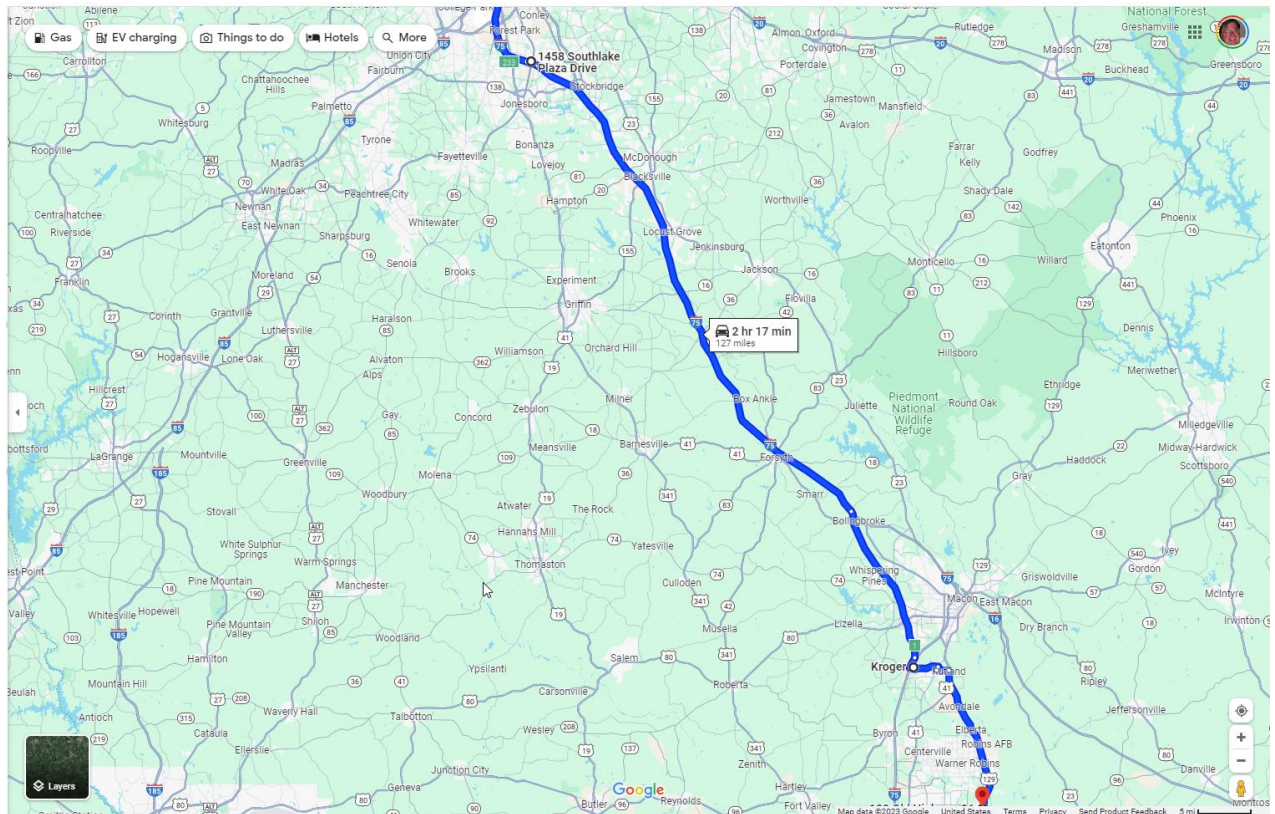 Gas
EV charging
Things to do
Hotels
More
Abilene
Conley
College Park
Forest Park
Union City
Fairburn
1458 Southlake
Plaza Drive
Jonesboro
Stockbridge
Carrollton
Chattahoochee
Hills
Palmetto
Tyrone
Whitesburg
Fayetteville
Bonanza
Lovejoy
McDonough
Blacksville
Hampton
Roopville
Madras
White Oak
Newnan
East Newnan
Peachtree City
Whitewater
Sharpsburg
Senoia
Brooks
Locust Grove
Jenkinsburg
Jackson
Flovilla
Worthville
Covington
Porterdale
Almon Oxford
Social Circle
Rutledge
Madison
Buckhead
National Forest
Greshamville
Greensboro
Jamestown
Mansfield
Avalon
Farrar
Kelly
Godfrey
Shady Dale
Willard
Eatonton
Phoenix
Monticello
Centralhatchee
Riverside
Franklin
Corinth
Grantville
Moreland
Luthersville
Haralson
Alvaton
Alps
Hogansville
Lone Oak
Experiment
Griffin
Williamson
Orchard Hill
2 hr 17 min
127 miles
Hillsboro
Dennis
Meriwether
Ethridge
Round Oak
Piedmont
National
Wildlife
Refuge
Juliette
Box Ankle
Forsyth
Smarr
Bolingbroke
Milner
Barnesville
Zebulon
Meansville
Concord
Molena
Gay
Hillcrest
LaGrange
Mountville
Greenville
Woodbury
Stovall
White Sulphur
Springs
Warm Springs
Manchester
Atwater
The Rock
Hannahs Mill
Thomaston
Yatesville
Culloden
Musella
Haddock
Gray
Milledgeville
Midway-Hardwick
Scottsboro
Whispering
Pines
Macon
East Macon
Griswoldville
Gordon
Ivey
McIntyre
Dry Branch
Lizella
Kroger
Rutland
Avondale
Elberta
Robins AFB
Warner Robins
Centerville
Byron
Ripley
Jeffersonville
Danville
Pine Mountain
Pine Mountain
Valley
Whitesville
Hopewell
Shiloh
Hamilton
Mountain Hill
Antioch
Cataula
Ellerslie
Waverly Hall
Woodland
Talbotton
Ypsilanti
Salem
Carsonville
Roberta
Wesley
Zenith
Hartley
Fort Valley
Junction City
Geneva
Butler
Reynolds
Layers
Google
Map data ©2023 Google
United States
Terms
Privacy
Send Product Feedback
5 mi